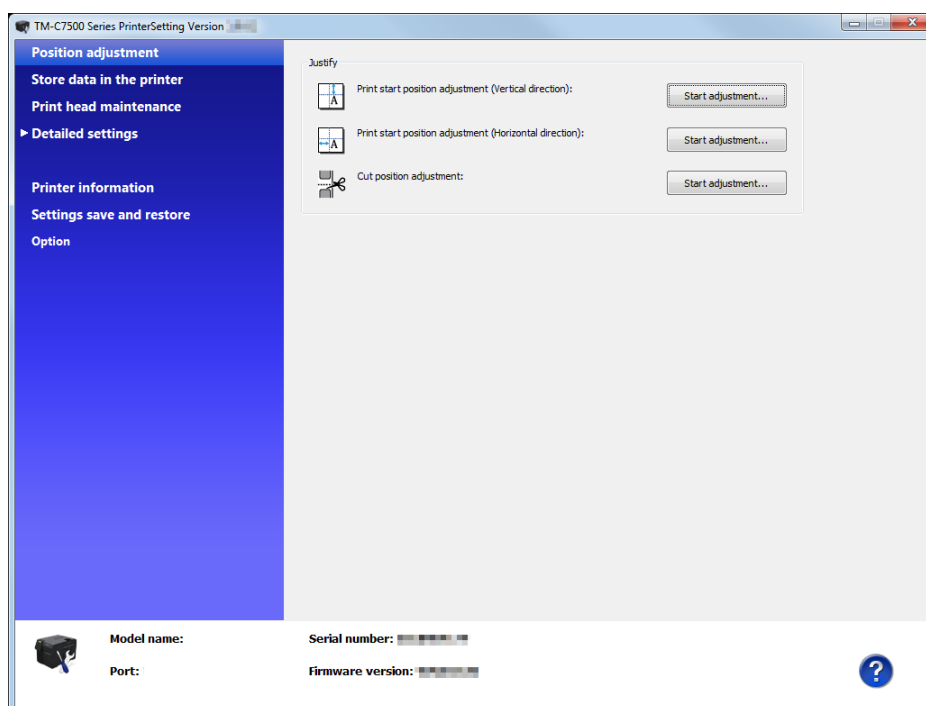 TM-C7500 Series PrinterSetting Version
Position adjustment
Store data in the printer
Print head maintenance
Detailed settings
Printer information
Settings save and restore
Option
Justify
Print start position adjustment (Vertical direction):
Start adjustment...
Print start position adjustment (Horizontal direction):
Start adjustment...
Cut position adjustment:
Start adjustment...
Model name:
Serial number:
Port:
Firmware version: